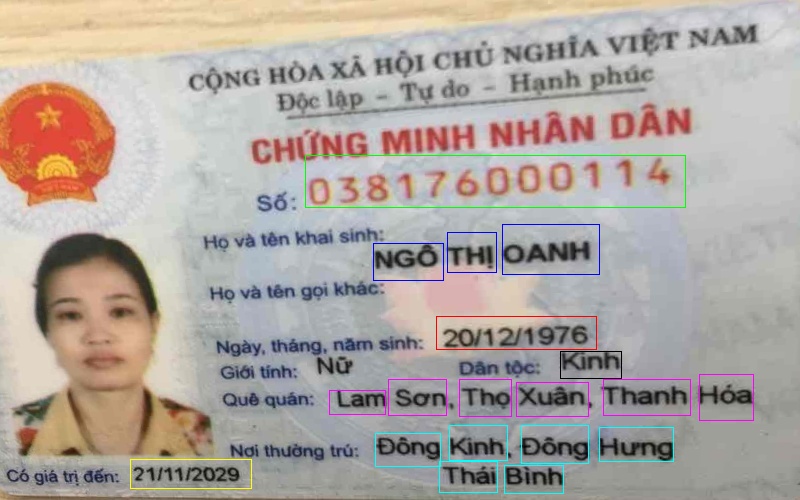 CỘNG HÒA XÃ HỘI CHỦ NGHĨA VIỆT NAM
Độc lập - Tự do - Hạnh phúc
CHỨNG MINH NHÂN DÂN
Số: 038176000114
Họ và tên khai sinh: NGÔ THỊ OANH
Họ và tên gọi khác:
Ngày, tháng, năm sinh: 20/12/1976
Giới tính: Nữ Dân tộc: Kinh
Quê quán: Lam Sơn, Thọ Xuân, Thanh Hóa
Nơi thường trú: Đông Kinh, Đông Hưng
Thái Bình
Có giá trị đến: 21/11/2029